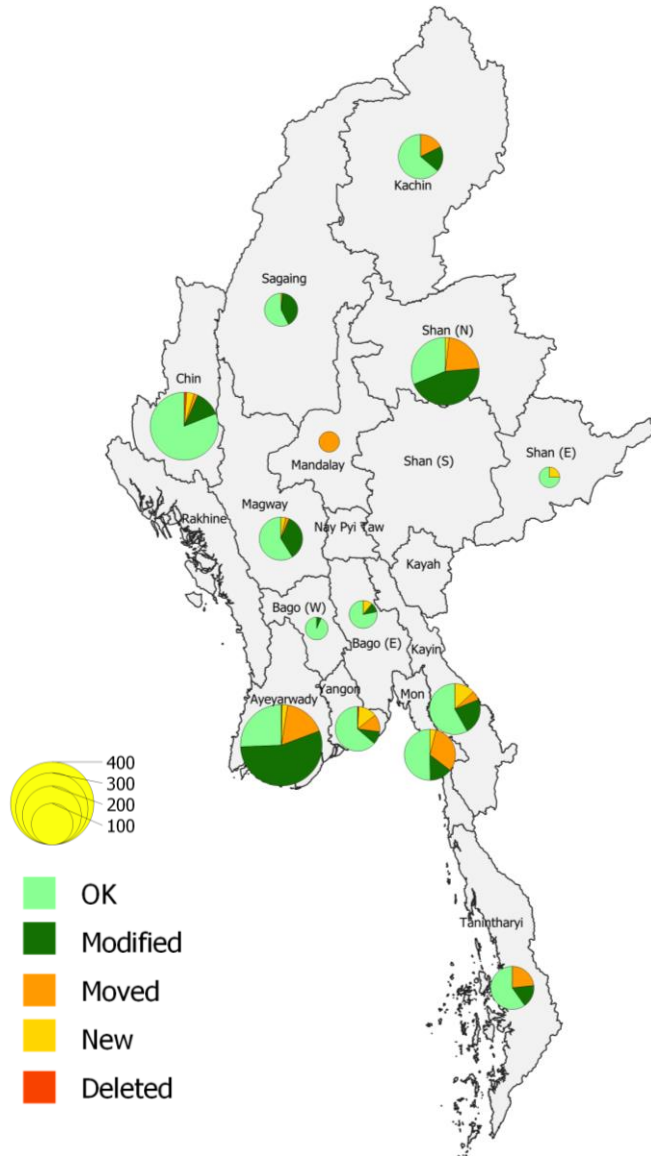 Kachin
Sagaing
Shan (N)
Chin
Mandalay
Shan (S)
Shan (E)
Magway
Rakhine
Nay Pyi Taw
Kayah
Bago (W)
Bago (E)
Kayin
Ayeyarwady
Yangon
Mon
400
300
200
100
OK
Modified
Tanintharyi
Moved
New
Deleted